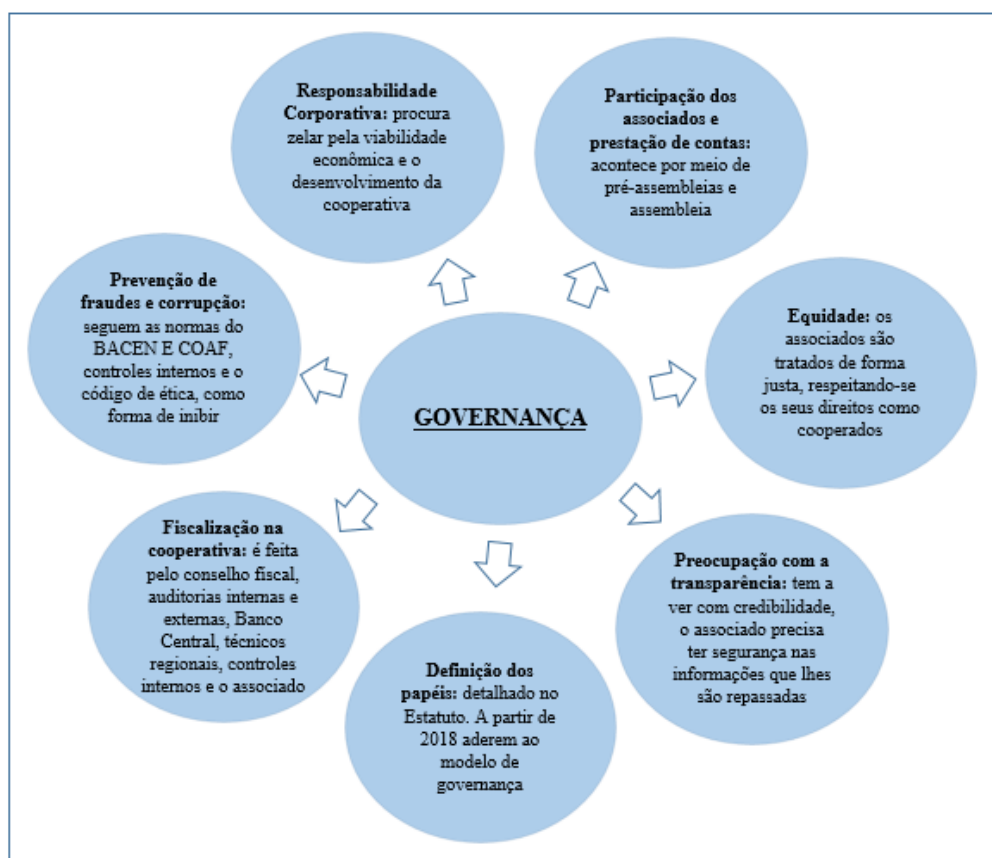 Responsabilidade
Corporativa: procura
zelar pela viabilidade
econômica e o
desenvolvimento da
cooperativa
Participação dos
associados e
prestação de contas:
acontece por meio de
pré-assembleias e
assembleia
Prevenção de
fraudes e corrupção:
seguem as normas do
BACEN E COAF,
controles internos e o
código de ética, como
forma de inibir
Equidade: os
associados são
tratados de forma
justa, respeitando-se
os seus direitos como
cooperados
GOVERNANÇA
Fiscalização na
cooperativa: é feita
pelo conselho fiscal,
auditorias internas e
externas, Banco
Central, técnicos
regionais, controles
internos e o associado
Preocupação com a
transparência: tem a
ver com credibilidade,
o associado precisa
ter segurança nas
informações que lhes
são repassadas
Definição dos
papéis: detalhado no
Estatuto. A partir de
2018 aderem ao
modelo de
governança